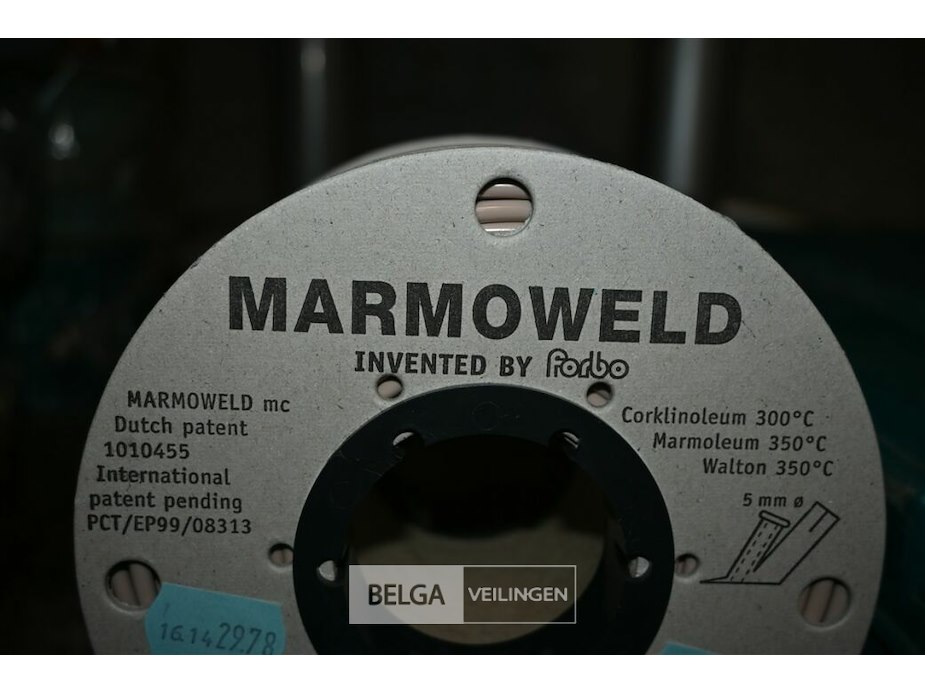 MARMOWELD
INVENTED BY Forbo
MARMOWELD mc
Dutch patent
1010455
International
patent pending
PCT/EP99/08313
Corklinoleum 300°C
Marmoleum 350°C
Walton 350°C
5 mm ø
BELGA VEILINGEN